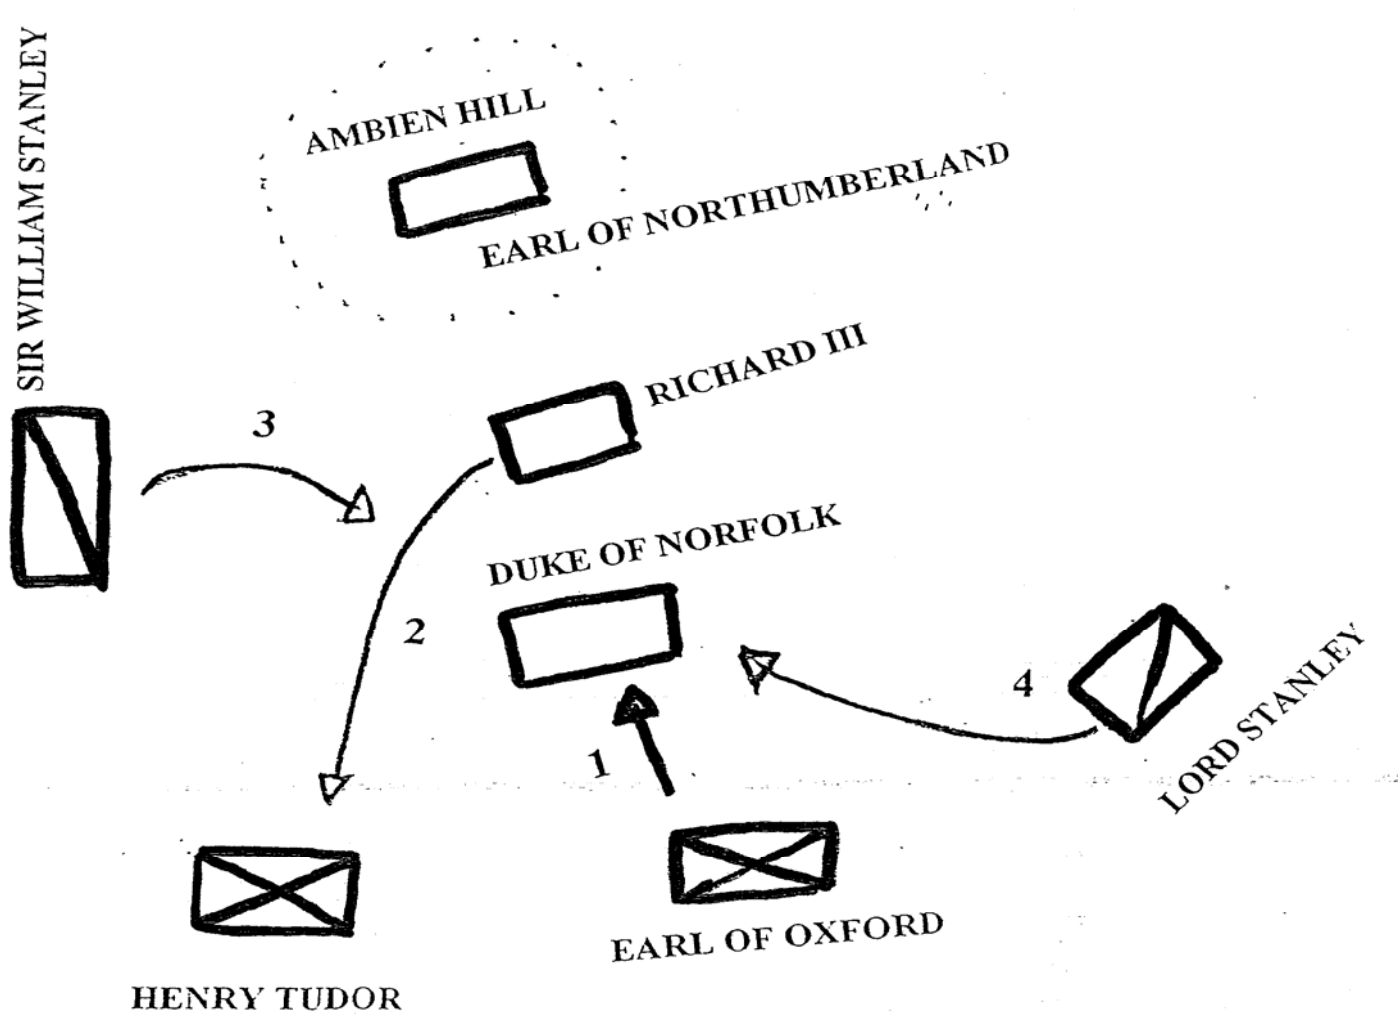 SIR WILLIAM STANLEY
AMBIEN HILL
EARL OF NORTHUMBERLAND
RICHARD III
3
DUKE OF NORFOLK
2
4
LORD STANLEY
1
EARL OF OXFORD
HENRY TUDOR